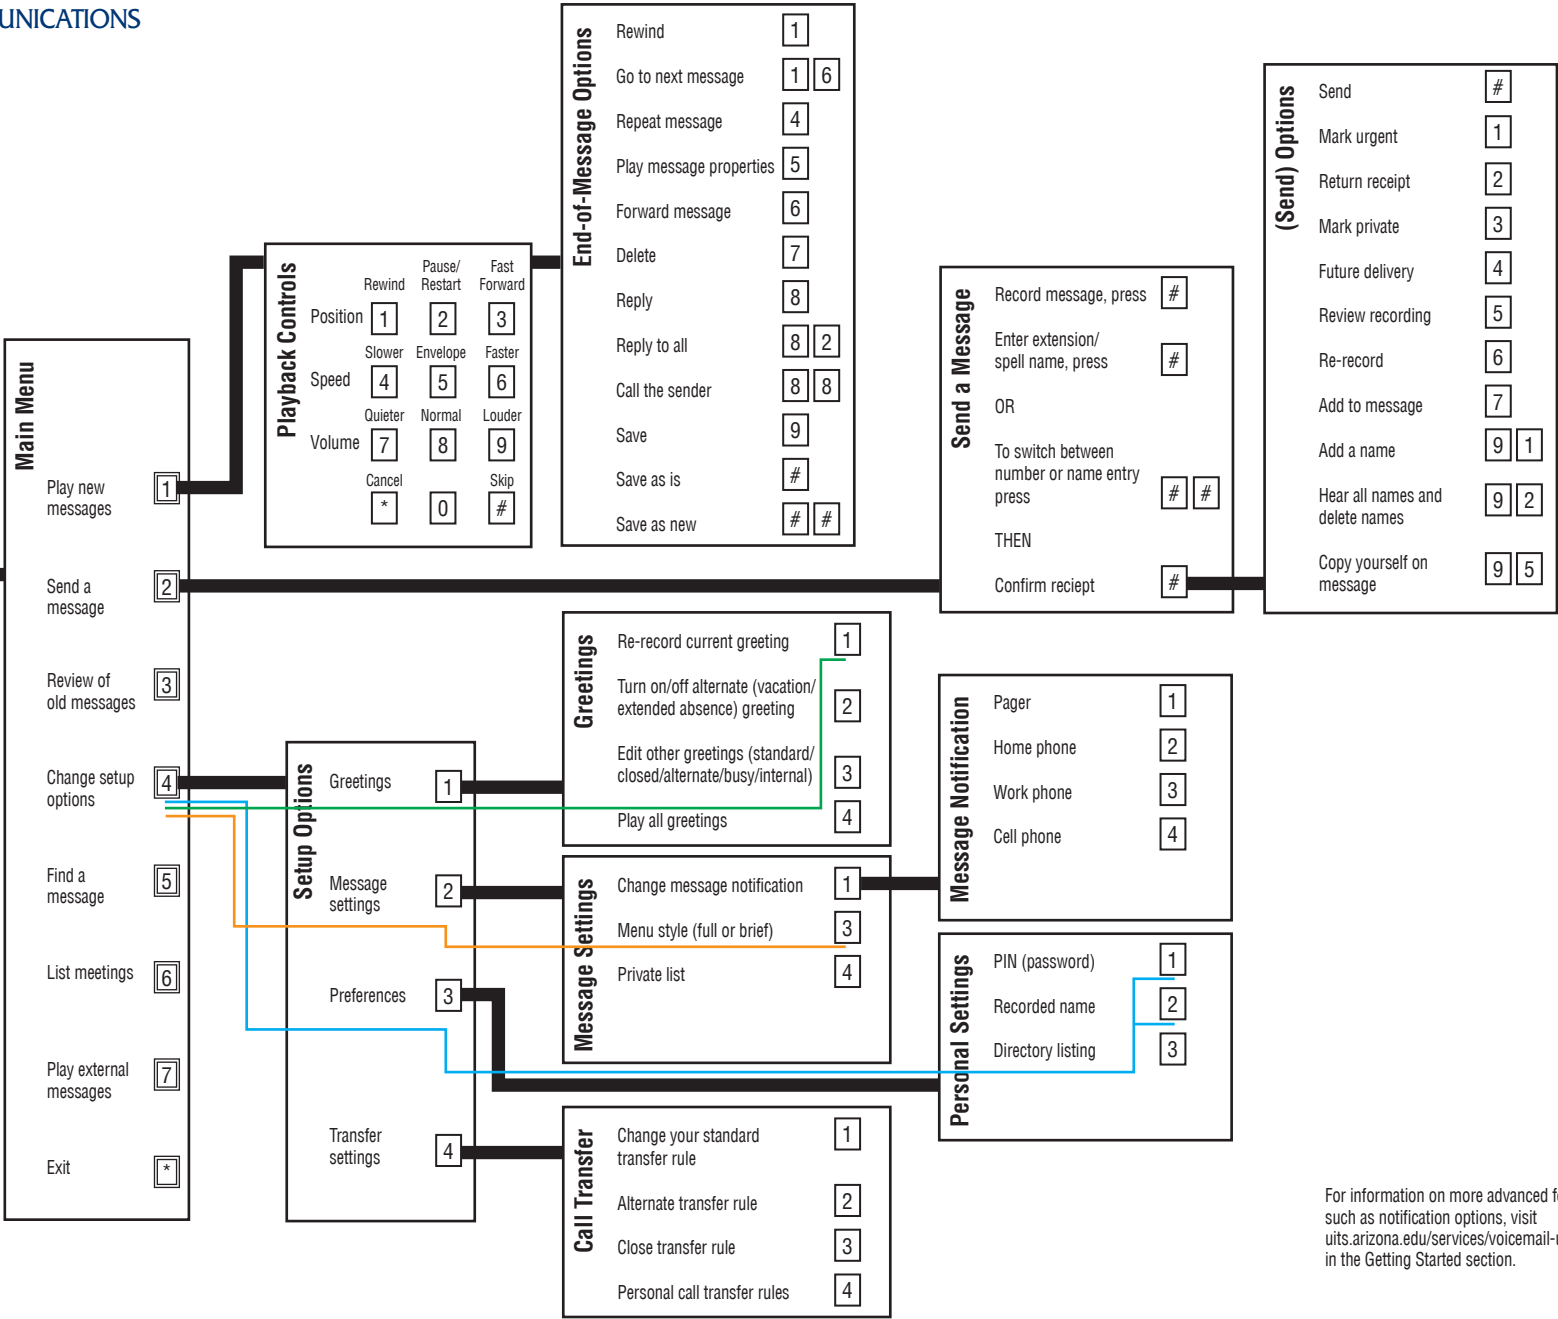 UNICATIONS
Main Menu
Play new
messages
1
Send a
message
2
Review of
old messages
3
Change setup
options
4
Find a
message
5
List meetings
6
Play external
messages
7
Exit
*
Playback Controls
Rewind
Pause/
Restart
Fast
Forward
Position 1 2 3
Slower Envelope Faster
Speed 4 5 6
Quieter Normal Louder
Volume 7 8 9
Cancel Skip
* 0 #
End-of-Message Options
Rewind 1
Go to next message 1 6
Repeat message 4
Play message properties 5
Forward message 6
Delete 7
Reply 8
Reply to all 8 2
Call the sender 8 8
Save 9
Save as is #
Save as new # #
Send a Message
Record message, press #
Enter extension/
spell name, press #
OR
To switch between
number or name entry
press # #
THEN
Confirm reciept #
(Send) Options
Send #
Mark urgent 1
Return receipt 2
Mark private 3
Future delivery 4
Review recording 5
Re-record 6
Add to message 7
Add a name 9 1
Hear all names and
delete names
9 2
Copy yourself on
message
9 5
Setup Options
Greetings 1
Message
settings
2
Preferences 3
Transfer
settings
4
Greetings
Re-record current greeting 1
Turn on/off alternate (vacation/
extended absence) greeting
2
Edit other greetings (standard/
closed/alternate/busy/internal)
3
Play all greetings 4
Message Settings
Change message notification 1
Menu style (full or brief) 3
Private list 4
Message Notification
Pager 1
Home phone 2
Work phone 3
Cell phone 4
Personal Settings
PIN (password) 1
Recorded name 2
Directory listing 3
Call Transfer
Change your standard
transfer rule
1
Alternate transfer rule 2
Close transfer rule 3
Personal call transfer rules 4
For information on more advanced
such as notification options, visit
uits.arizona.edu/services/voicemail-
in the Getting Started section.